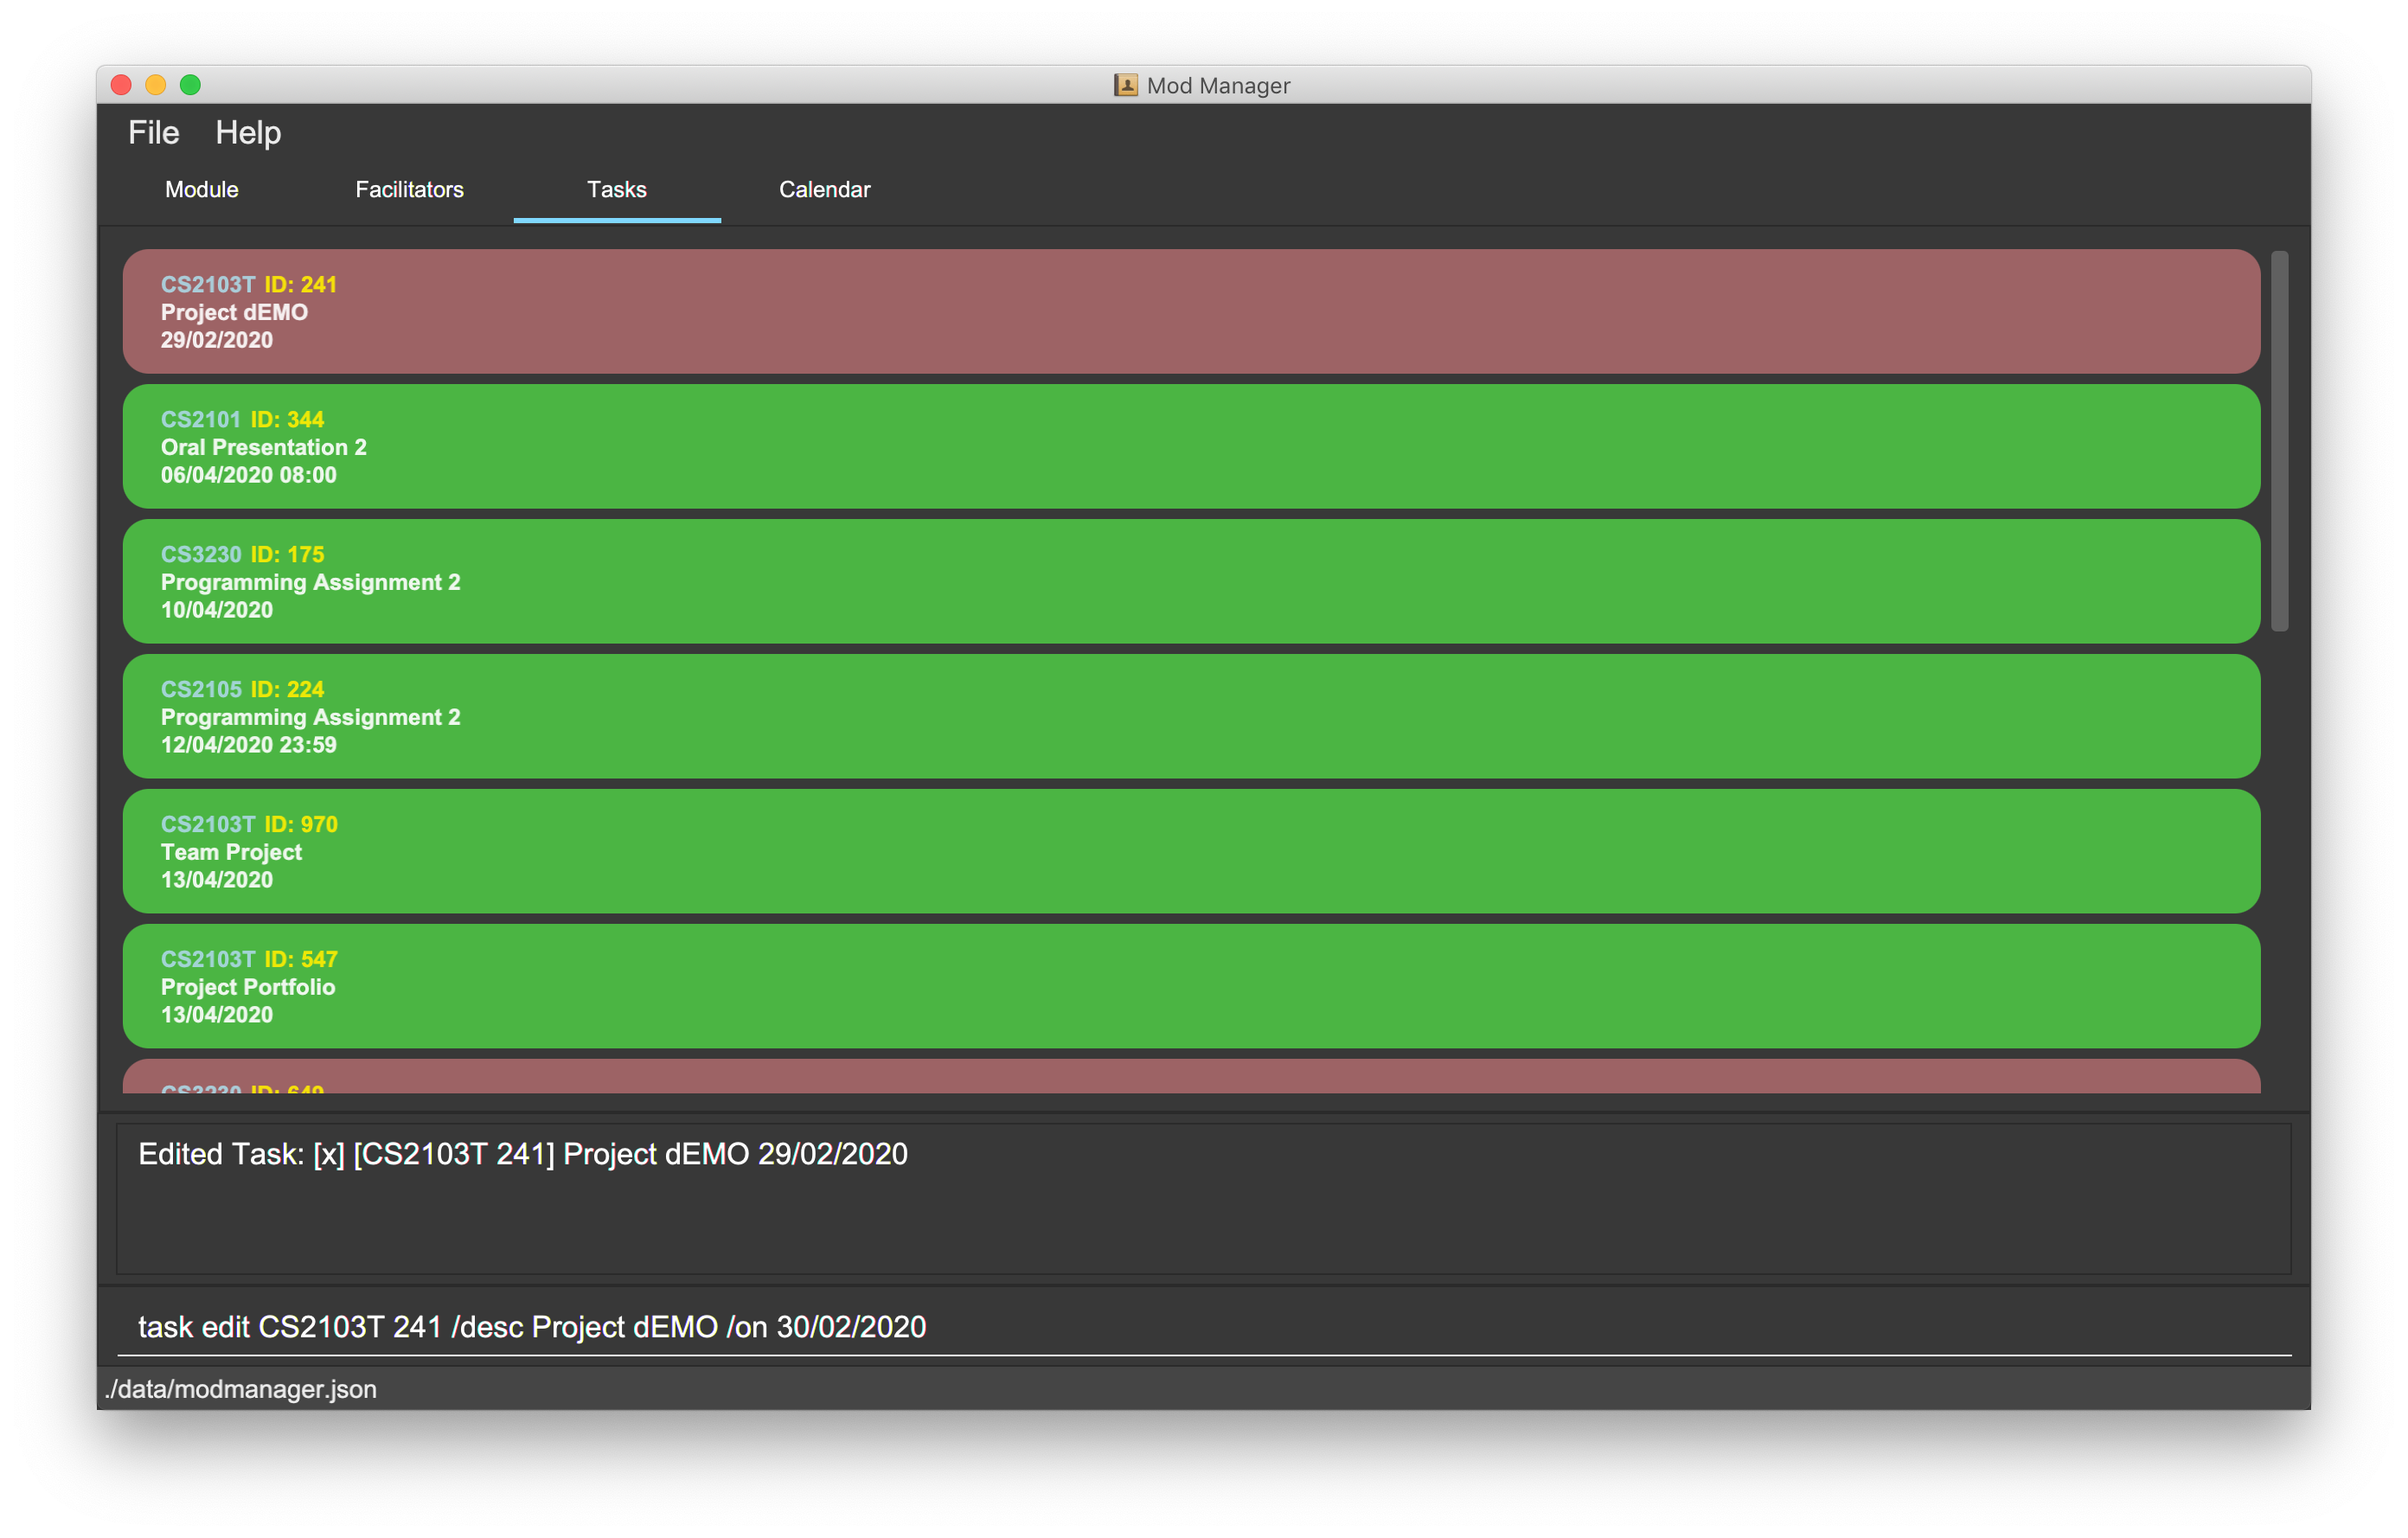 Mod Manager
File Help
Module Facilitators Tasks Calendar
CS2103T ID: 241
Project dEMO
29/02/2020
CS2101 ID: 344
Oral Presentation 2
06/04/2020 08:00
CS3230 ID: 175
Programming Assignment 2
10/04/2020
CS2105 ID: 224
Programming Assignment 2
12/04/2020 23:59
CS2103T ID: 970
Team Project
13/04/2020
CS2103T ID: 547
Project Portfolio
13/04/2020
CS3230 ID: 649
Edited Task: [x] [CS2103T 241] Project dEMO 29/02/2020
task edit CS2103T 241 /desc Project dEMO /on 30/02/2020
./data/modmanager.json